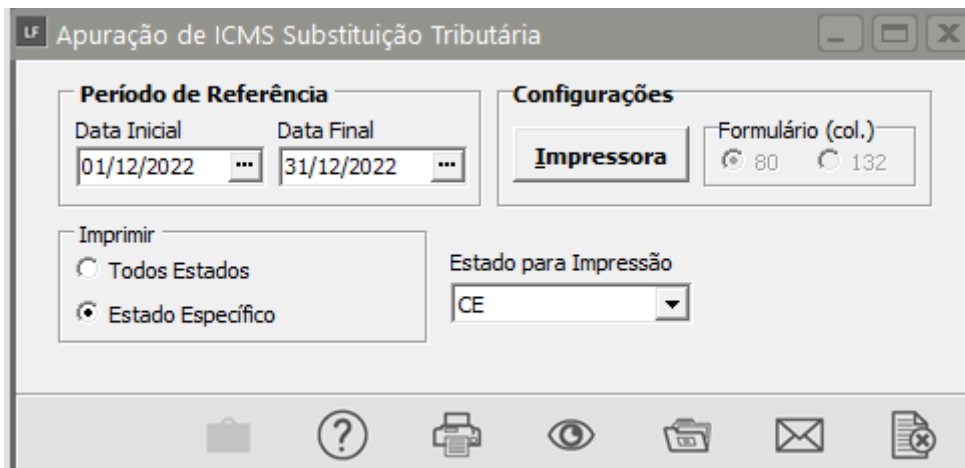 LF Apuração de ICMS Substituição Tributária
Período de Referência
Data Inicial Data Final
01/12/2022 ... 31/12/2022 ...
Configurações
Impressora
Formulário (col.)
80 132
Imprimir
Todos Estados
Estado Específico
Estado para Impressão
CE
?